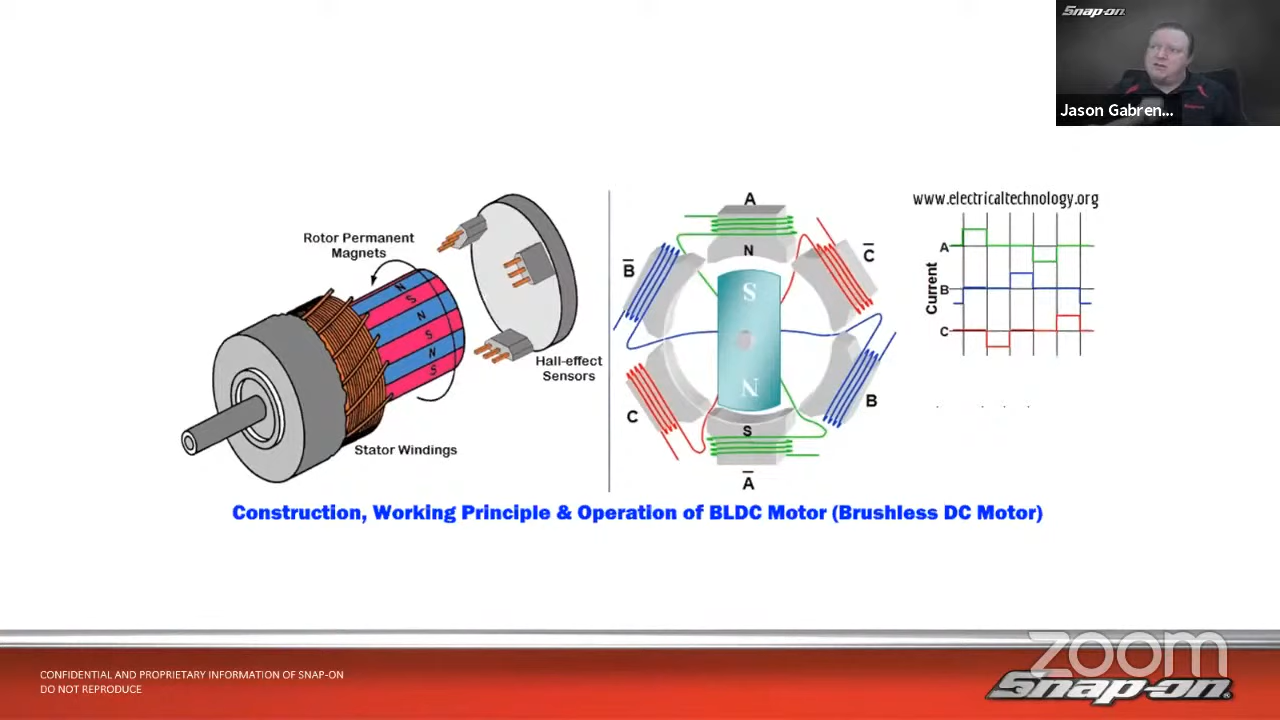 Snap-on
Jason Gabren...
www.electricaltechnology.org
Rotor Permanent
Magnets
N
S
N
S
N
S
Hall-effect
Sensors
Stator Windings
A
N
B̅
C̅
S
N
C
B
S
A̅
Current
A
B
C
Construction, Working Principle & Operation of BLDC Motor (Brushless DC Motor)
CONFIDENTIAL AND PROPRIETARY INFORMATION OF SNAP-ON
DO NOT REPRODUCE
zoom
Snap-on